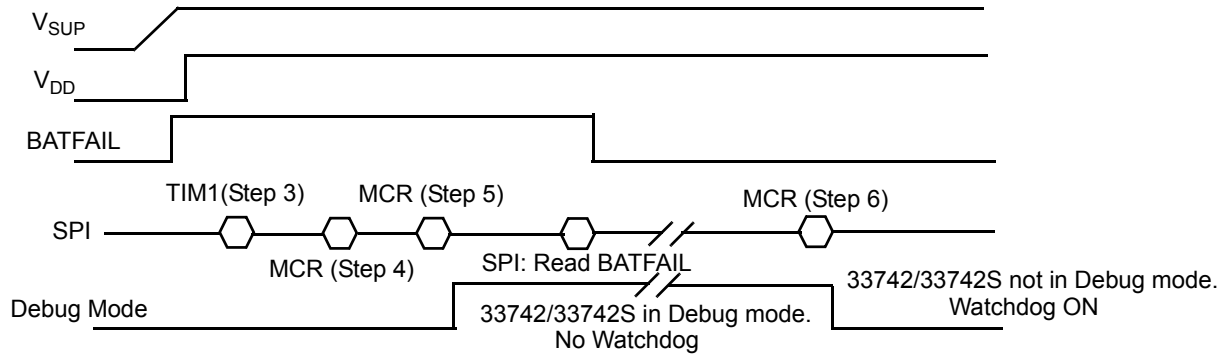 VSUP
VDD
BATFAIL
TIM1(Step 3)
MCR (Step 5)
MCR (Step 6)
SPI
MCR (Step 4)
SPI: Read BATFAIL
Debug Mode
33742/33742S in Debug mode.
No Watchdog
33742/33742S not in Debug mode.
Watchdog ON